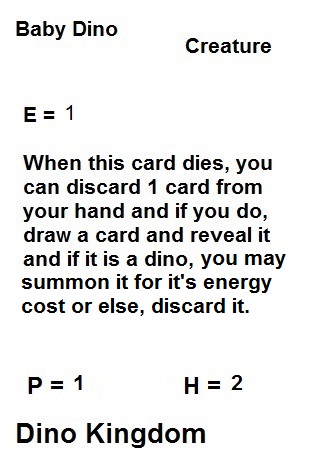 Baby Dino
Creature
E = 1
When this card dies, you
can discard 1 card from
your hand and if you do,
draw a card and reveal it
and if it is a dino, you may
summon it for it's energy
cost or else, discard it.
P = 1 H = 2
Dino Kingdom